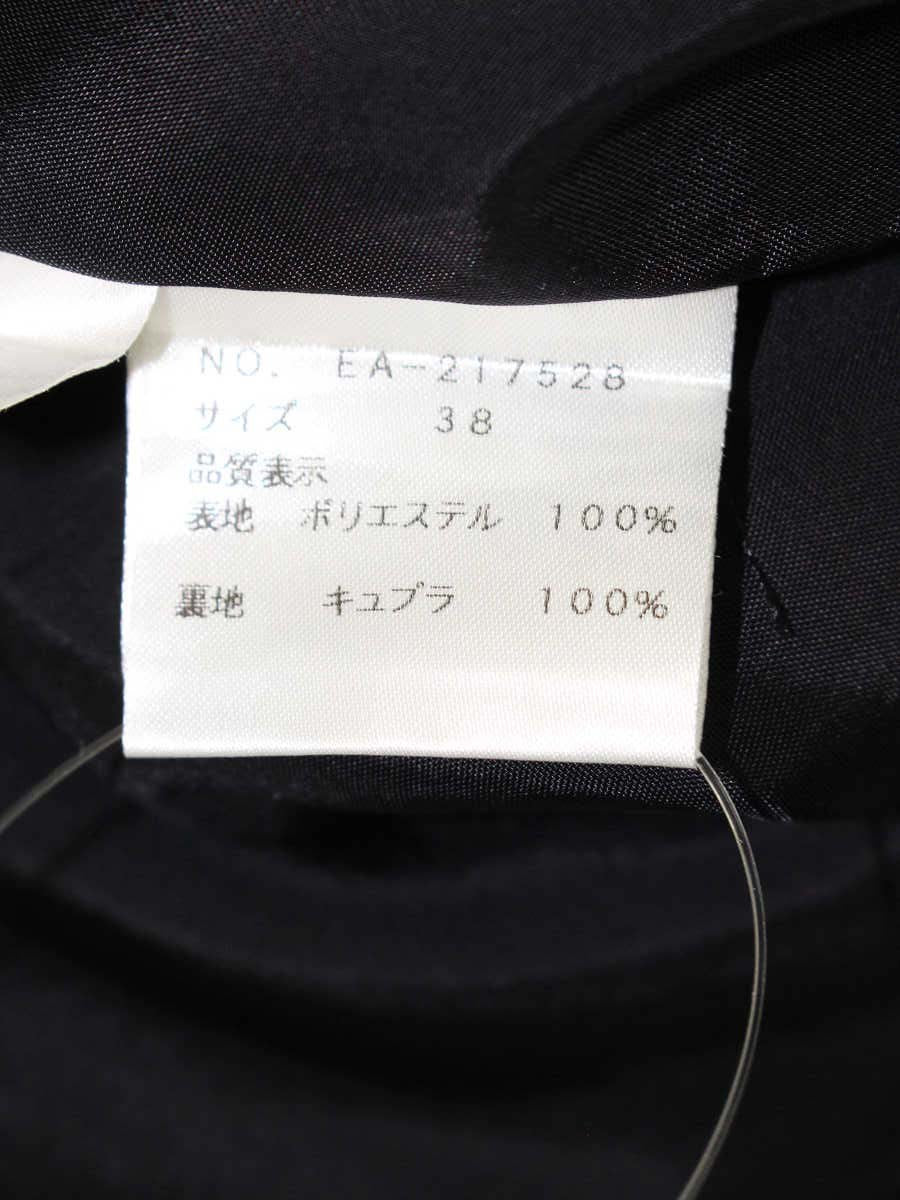 NO. EA-217528
サイズ 38
品質表示
表地 ポリエステル 100%
裏地 キュプラ 100%